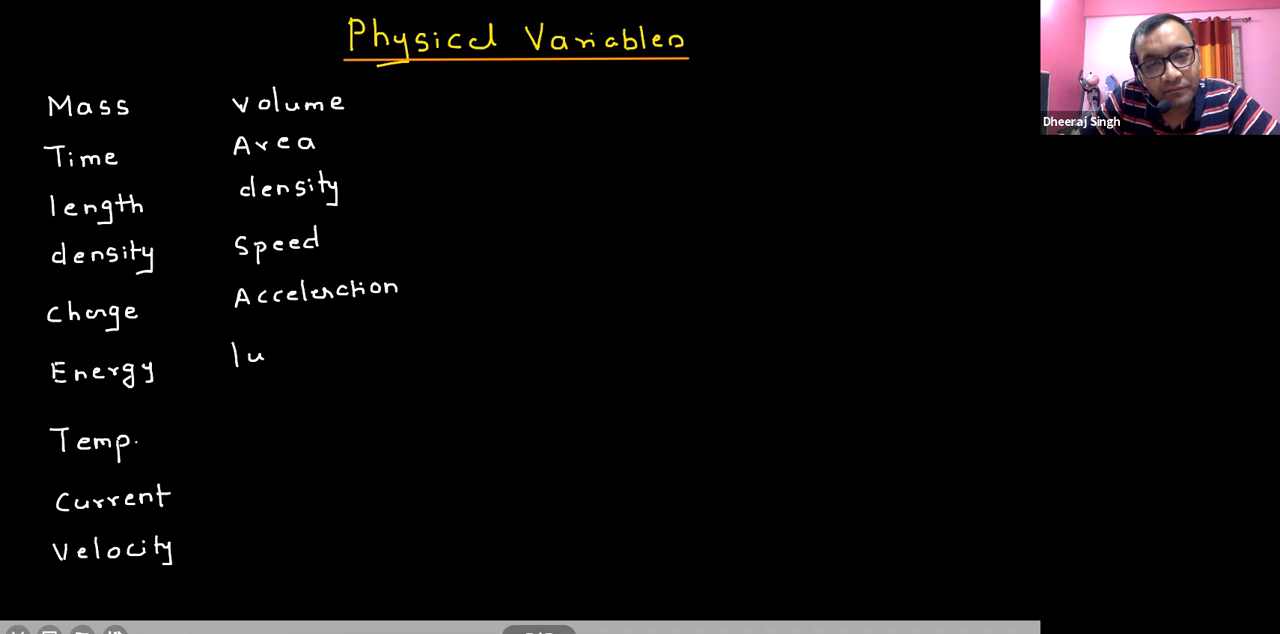 Physical Variables
Mass
Time
length
density
Charge
Energy
Temp.
Current
Velocity
Volume
Area
density
Speed
Acceleration
lu
Dheeraj Singh